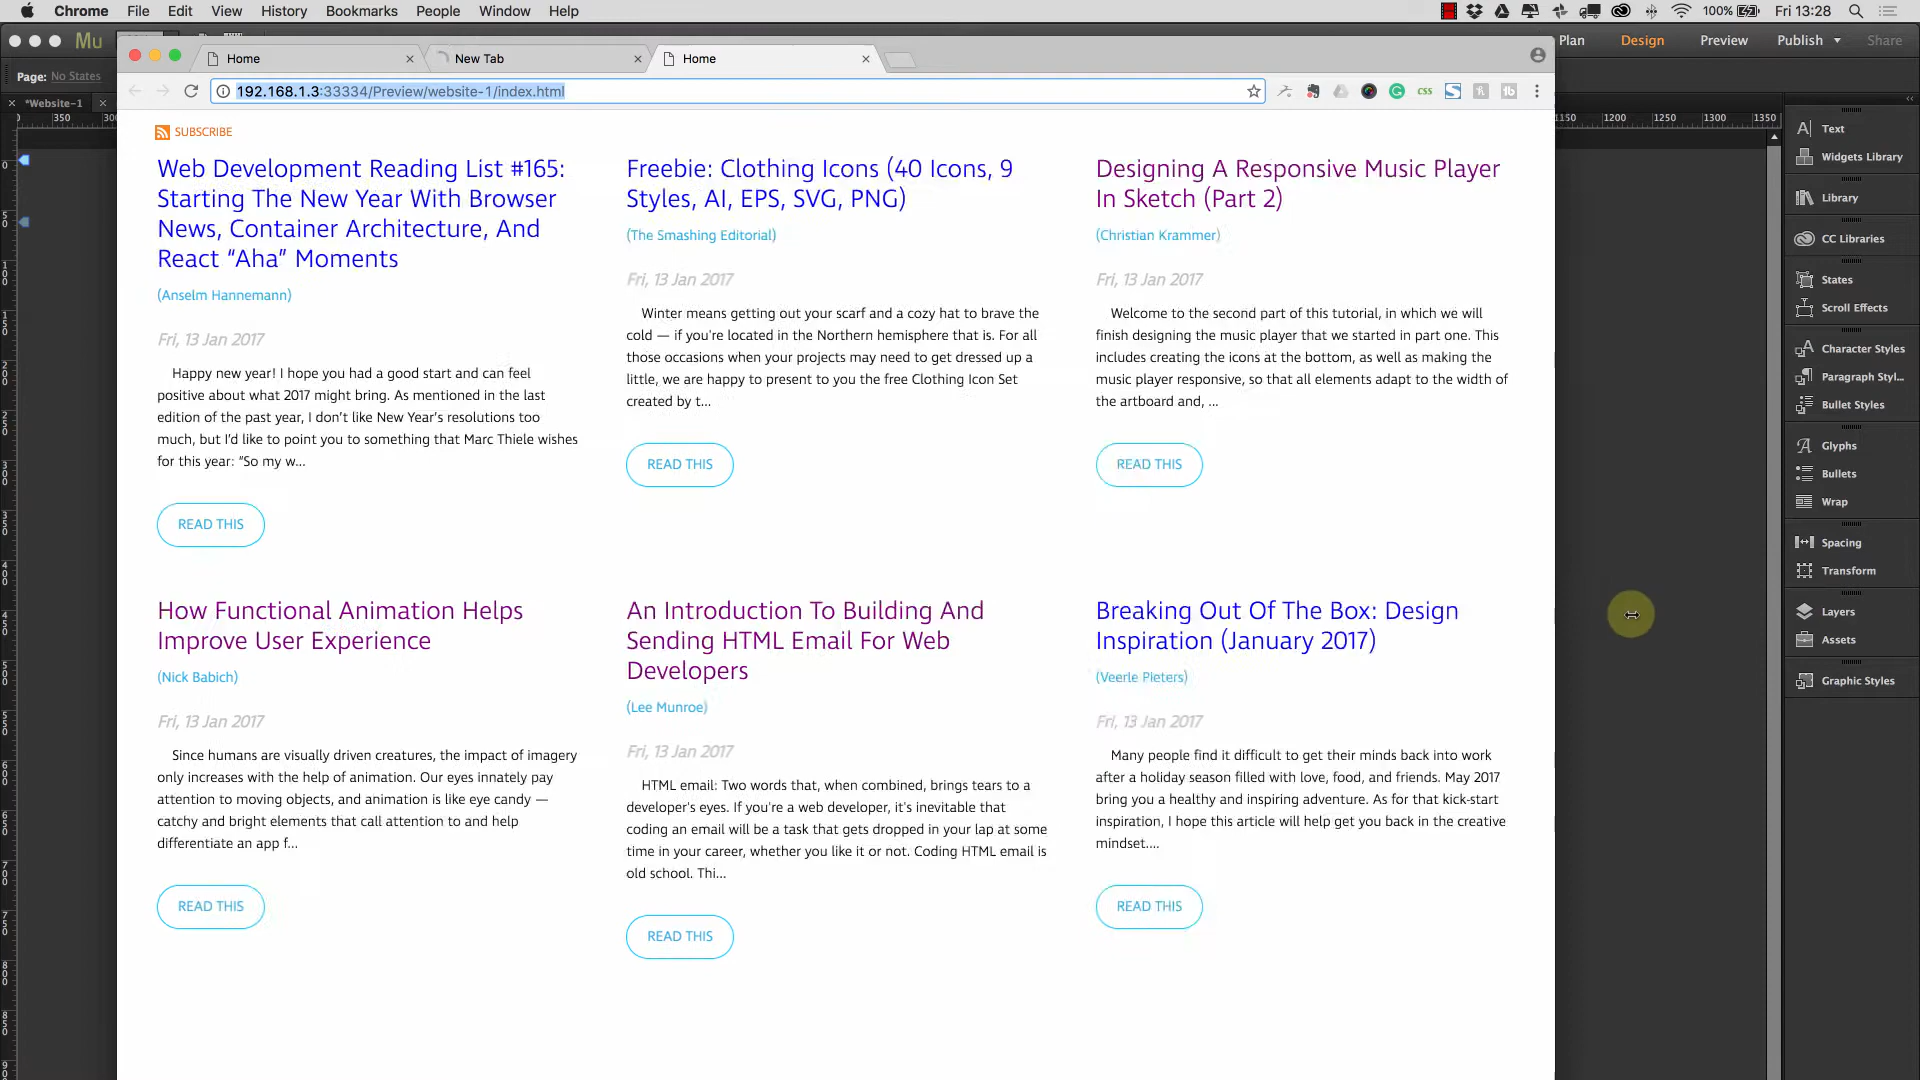 Chrome File Edit View History Bookmarks People Window Help 100% Fri 13:28
Mu Plan Design Preview Publish Share
Page: No States
Home New Tab Home
192.168.1.3:33334/Preview/website-1/index.html
*Website-1
350 300 1150 1200 1250 1300 1350
SUBSCRIBE
Web Development Reading List #165:
Starting The New Year With Browser
News, Container Architecture, And
React “Aha” Moments
(Anselm Hannemann)
Fri, 13 Jan 2017
Happy new year! I hope you had a good start and can feel
positive about what 2017 might bring. As mentioned in the last
edition of the past year, I don’t like New Year’s resolutions too
much, but I’d like to point you to something that Marc Thiele wishes
for this year: “So my w...
READ THIS
Freebie: Clothing Icons (40 Icons, 9
Styles, AI, EPS, SVG, PNG)
(The Smashing Editorial)
Fri, 13 Jan 2017
Winter means getting out your scarf and a cozy hat to brave the
cold — if you’re located in the Northern hemisphere that is. For all
those occasions when your projects may need to get dressed up a
little, we are happy to present to you the free Clothing Icon Set
created by t...
READ THIS
Designing A Responsive Music Player
In Sketch (Part 2)
(Christian Krammer)
Fri, 13 Jan 2017
Welcome to the second part of this tutorial, in which we will
finish designing the music player that we started in part one. This
includes creating the icons at the bottom, as well as making the
music player responsive, so that all elements adapt to the width of
the artboard and, ...
READ THIS
How Functional Animation Helps
Improve User Experience
(Nick Babich)
Fri, 13 Jan 2017
Since humans are visually driven creatures, the impact of imagery
only increases with the help of animation. Our eyes innately pay
attention to moving objects, and animation is like eye candy —
catchy and bright elements that call attention to and help
differentiate an app f...
READ THIS
An Introduction To Building And
Sending HTML Email For Web
Developers
(Lee Munroe)
Fri, 13 Jan 2017
HTML email: Two words that, when combined, brings tears to a
developer’s eyes. If you’re a web developer, it’s inevitable that
coding an email will be a task that gets dropped in your lap at some
time in your career, whether you like it or not. Coding HTML email is
old school. Thi...
READ THIS
Breaking Out Of The Box: Design
Inspiration (January 2017)
(Veerle Pieters)
Fri, 13 Jan 2017
Many people find it difficult to get their minds back into work
after a holiday season filled with love, food, and friends. May 2017
bring you a healthy and inspiring adventure. As for that kick-start
inspiration, I hope this article will help get you back in the creative
mindset....
READ THIS
Text
Widgets Library
Library
CC Libraries
States
Scroll Effects
Character Styles
Paragraph Styl...
Bullet Styles
Glyphs
Bullets
Wrap
Spacing
Transform
Layers
Assets
Graphic Styles